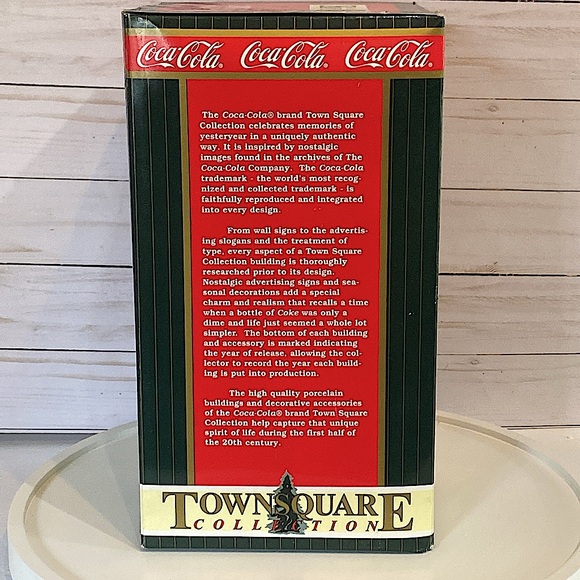 Coca-Cola® Coca-Cola® Coca-Cola®
The Coca-Cola® brand Town Square
Collection celebrates memories of
yesteryear in a uniquely authentic
way. It is inspired by nostalgic
images found in the archives of The
Coca-Cola Company. The Coca-Cola
trademark - the world's most recog-
nized and collected trademark - is
faithfully reproduced and integrated
into every design.
From wall signs to the advertis-
ing slogans and the treatment of
type, every aspect of a Town Square
Collection building is thoroughly
researched prior to its design.
Nostalgic advertising signs and sea-
sonal decorations add a special
charm and realism that recalls a time
when a bottle of Coke was only a
dime and life just seemed a whole lot
simpler. The bottom of each building
and accessory is marked indicating
the year of release, allowing the col-
lector to record the year each build-
ing is put into production.
The high quality porcelain
buildings and decorative accessories
of the Coca-Cola® brand Town Square
Collection help capture that unique
spirit of life during the first half of
the 20th century.
TOWN SQUARE
COLLECTION